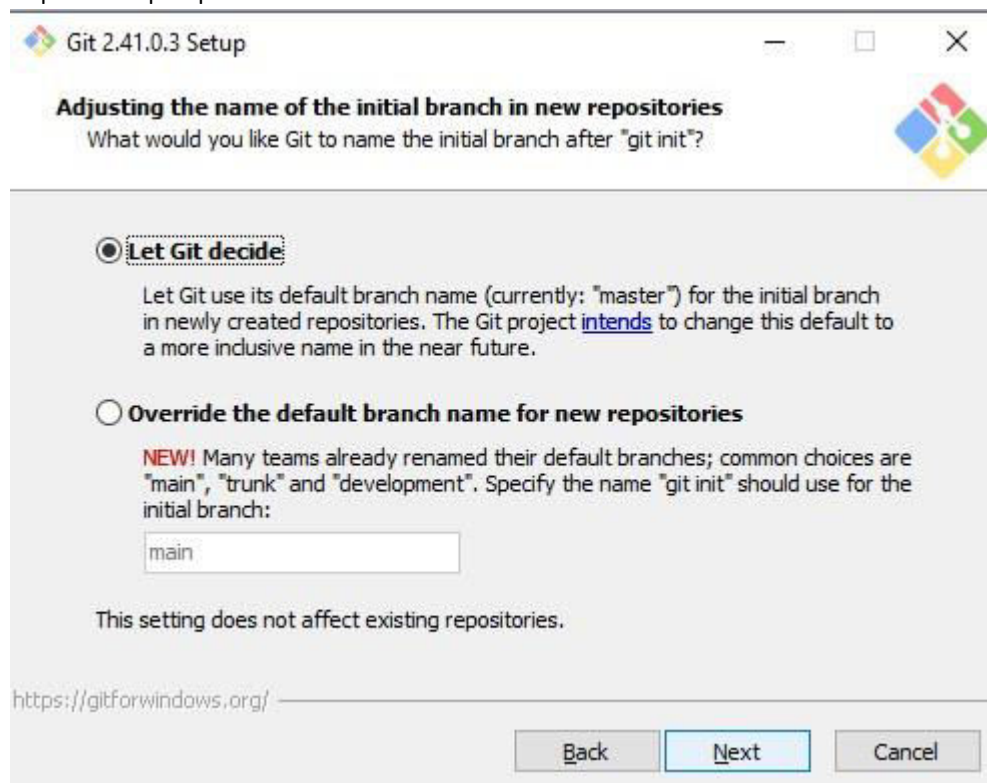 Git 2.41.0.3 Setup
Adjusting the name of the initial branch in new repositories
What would you like Git to name the initial branch after "git init"?
Let Git decide
Let Git use its default branch name (currently: "master") for the initial branch
in newly created repositories. The Git project intends to change this default to
a more inclusive name in the near future.
Override the default branch name for new repositories
NEW! Many teams already renamed their default branches; common choices are
"main", "trunk" and "development". Specify the name "git init" should use for the
initial branch:
main
This setting does not affect existing repositories.
https://gitforwindows.org/
Back
Next
Cancel